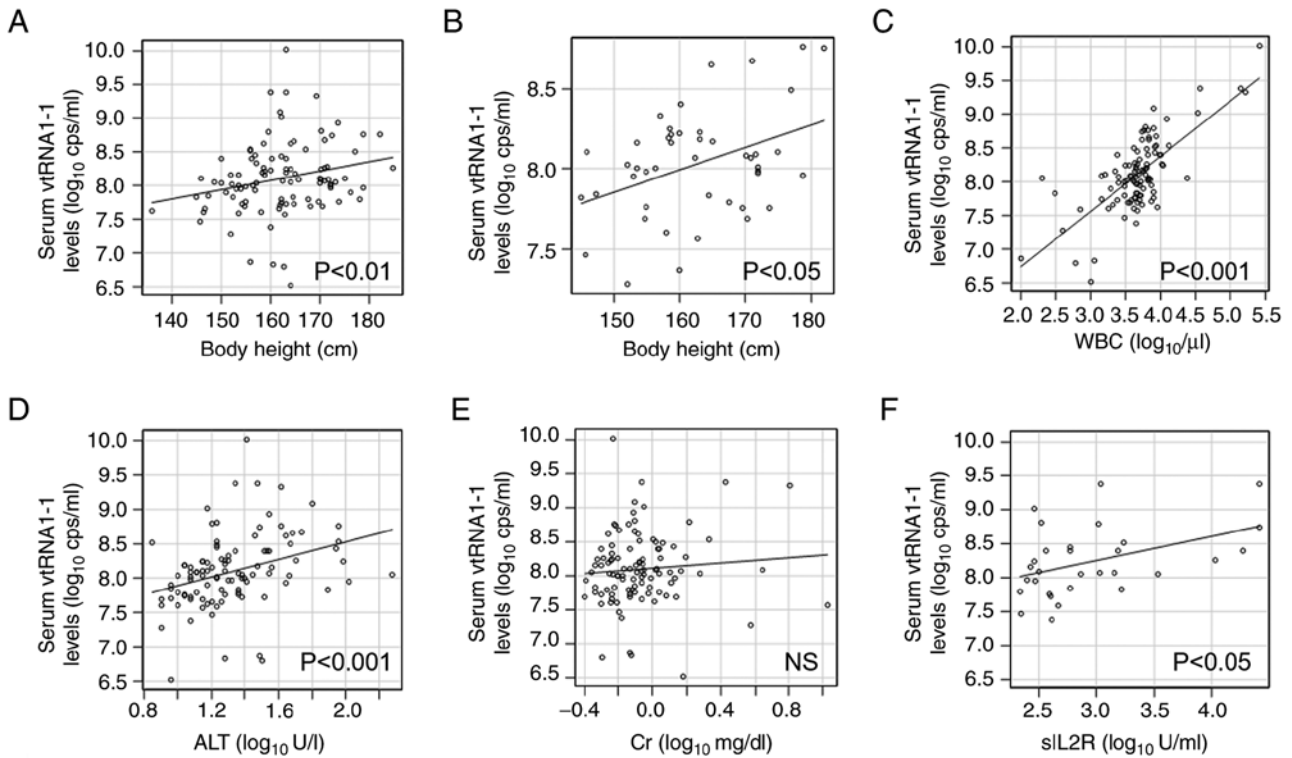 A
Serum vtRNA1-1
levels (log10 cps/ml)
10.0
9.5
9.0
8.5
8.0
7.5
7.0
6.5
P<0.01
140 150 160 170 180
Body height (cm)
B
Serum vtRNA1-1
levels (log10 cps/ml)
8.5
8.0
7.5
P<0.05
150 160 170 180
Body height (cm)
C
Serum vtRNA1-1
levels (log10 cps/ml)
10.0
9.5
9.0
8.5
8.0
7.5
7.0
6.5
P<0.001
2.0 2.5 3.0 3.5 4.0 4.5 5.0 5.5
WBC (log10/µl)
D
Serum vtRNA1-1
levels (log10 cps/ml)
10.0
9.5
9.0
8.5
8.0
7.5
7.0
6.5
P<0.001
0.8 1.2 1.6 2.0
ALT (log10 U/l)
E
Serum vtRNA1-1
levels (log10 cps/ml)
10.0
9.5
9.0
8.5
8.0
7.5
7.0
6.5
NS
−0.4 0.0 0.4 0.8
Cr (log10 mg/dl)
F
Serum vtRNA1-1
levels (log10 cps/ml)
10.0
9.5
9.0
8.5
8.0
7.5
7.0
6.5
P<0.05
2.5 3.0 3.5 4.0
sIL2R (log10 U/ml)